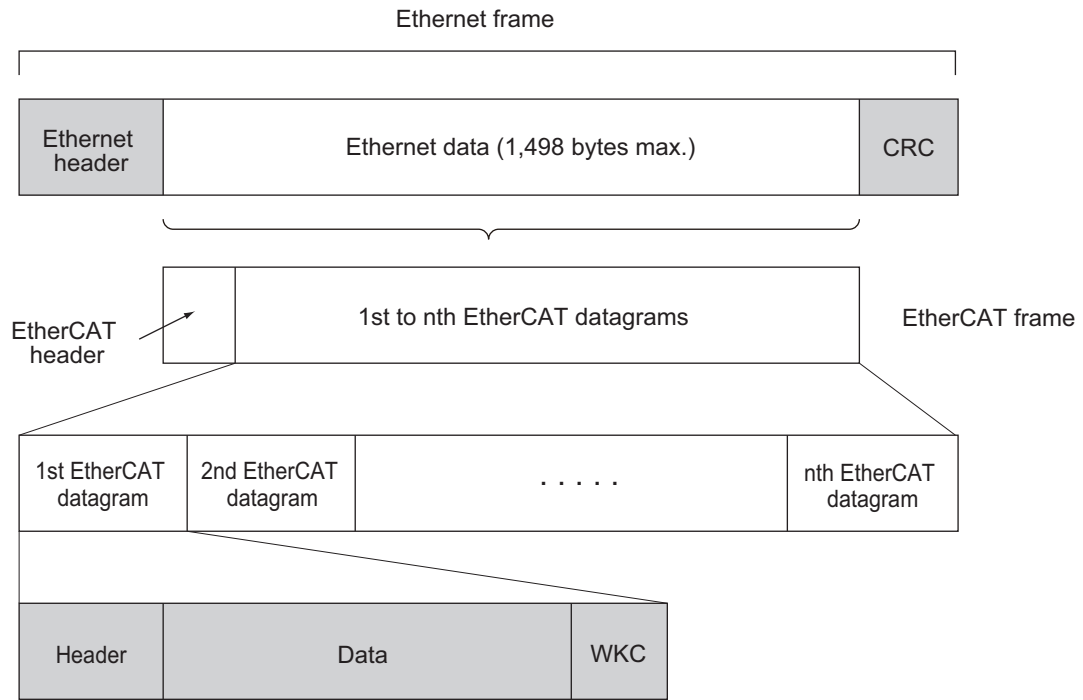 Ethernet frame
Ethernet
header
Ethernet data (1,498 bytes max.)
CRC
EtherCAT
header
1st to nth EtherCAT datagrams
EtherCAT frame
1st EtherCAT
datagram
2nd EtherCAT
datagram
. . . . .
nth EtherCAT
datagram
Header
Data
WKC